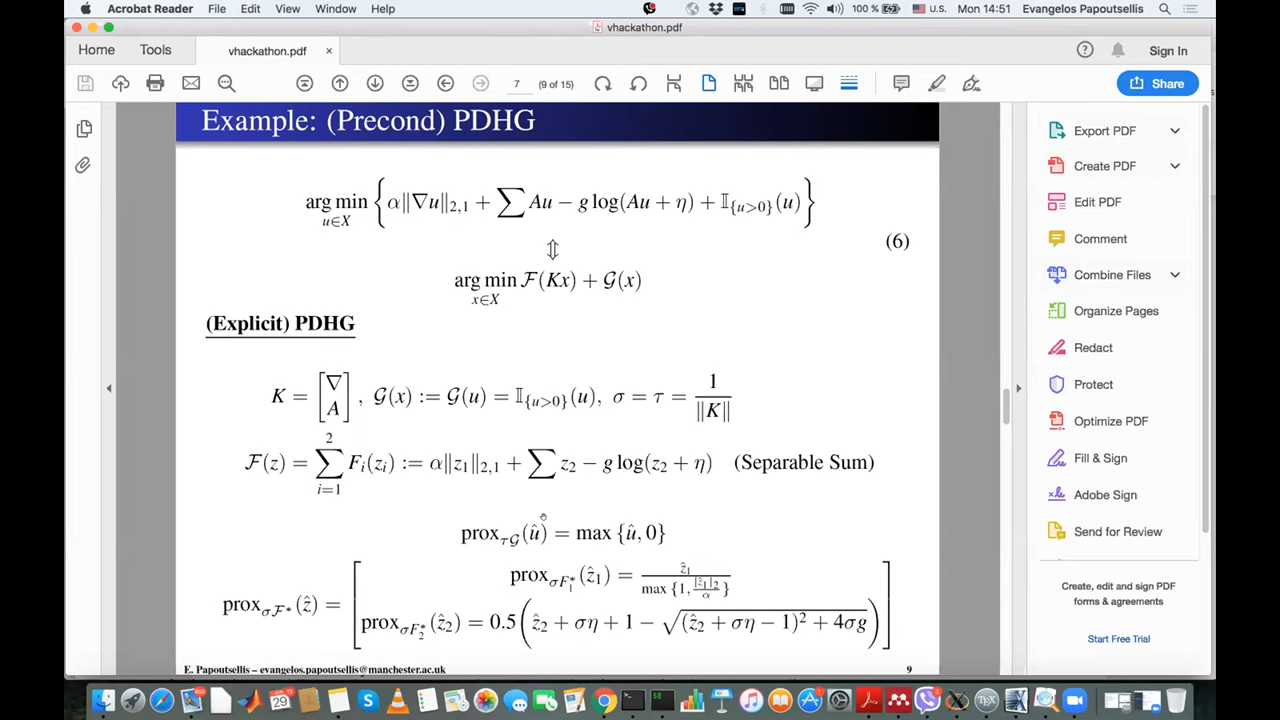 Acrobat Reader File Edit View Window Help 100 % U.S. Mon 14:51 Evangelos Papoutsellis
vhackathon.pdf
Home Tools vhackathon.pdf × Sign In
7 (9 of 15) Share
Example: (Precond) PDHG
arg min_{u∈X} { α‖∇u‖_{2,1} + ∑ Au − g log(Au + η) + 𝕀_{u>0}(u) }
⇕
(6)
arg min_{x∈X} ℱ(Kx) + 𝒢(x)
(Explicit) PDHG
K = [∇ A], 𝒢(x) := 𝒢(u) = 𝕀_{u>0}(u), σ = τ = 1/‖K‖
ℱ(z) = ∑_{i=1}^{2} F_i(z_i) := α‖z_1‖_{2,1} + ∑ z_2 − g log(z_2 + η) (Separable Sum)
prox_{τ𝒢}(û) = max {û, 0}
prox_{σF_1^*}(ẑ_1) = ẑ_1 / max {1, |ẑ_1|_2/α}
prox_{σℱ^*}(ẑ) =
prox_{σF_2^*}(ẑ_2) = 0.5(ẑ_2 + ση + 1 − √((ẑ_2 + ση − 1)^2 + 4σg))
E. Papoutsellis – evangelos.papoutsellis@manchester.ac.uk 9
Export PDF
Create PDF
Edit PDF
Comment
Combine Files
Organize Pages
Redact
Protect
Optimize PDF
Fill & Sign
Adobe Sign
Send for Review
Create, edit and sign PDF
forms & agreements
Start Free Trial